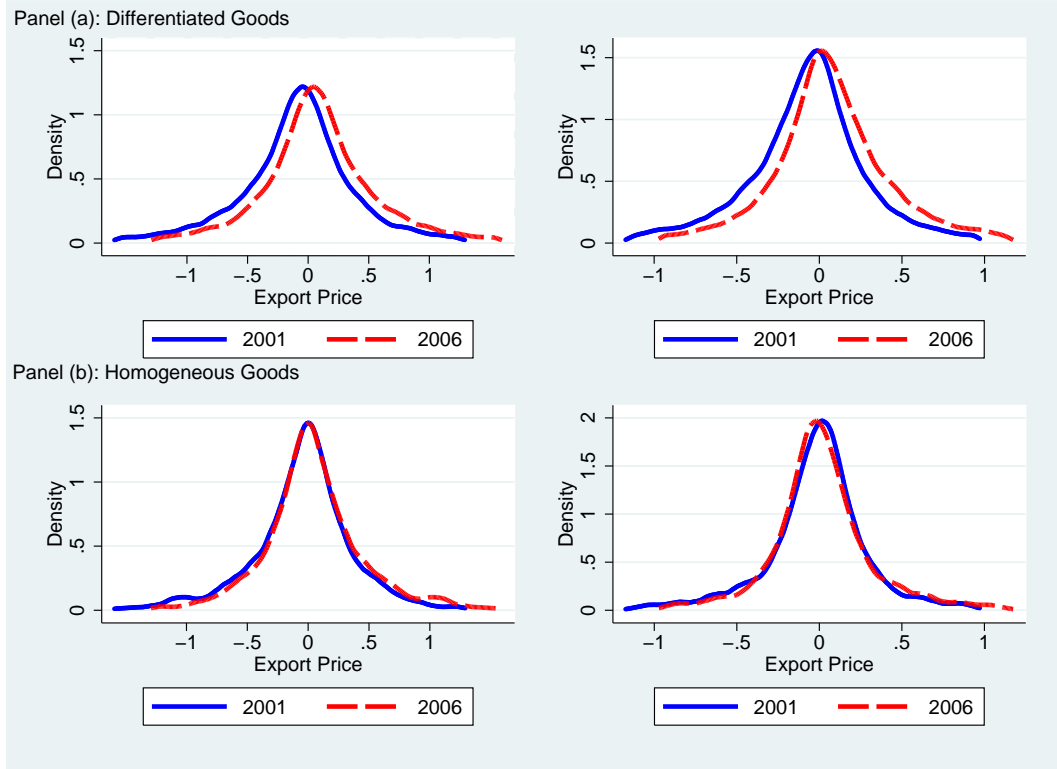 Panel (a): Differentiated Goods
1.5
1
.5
0
Density
−1 −.5 0 .5 1
Export Price
2001 2006
1.5
1
.5
0
Density
−1 −.5 0 .5 1
Export Price
2001 2006
Panel (b): Homogeneous Goods
1.5
1
.5
0
Density
−1 −.5 0 .5 1
Export Price
2001 2006
2
1.5
1
.5
0
Density
−1 −.5 0 .5 1
Export Price
2001 2006